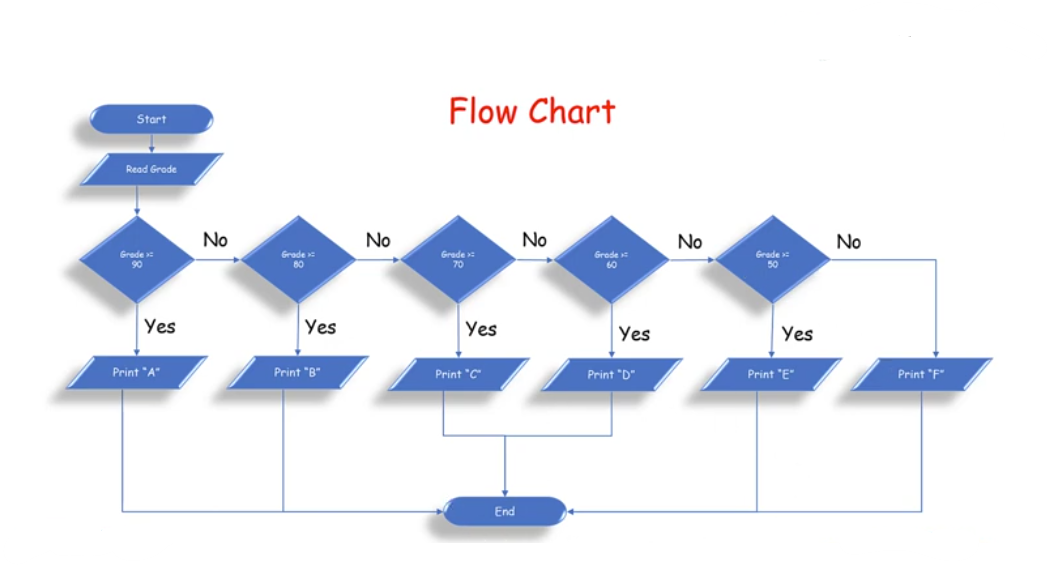 Flow Chart
Start
Read Grade
Grade >=
90
No
Grade >=
80
No
Grade >=
70
No
Grade >=
60
No
Grade >=
50
No
Yes
Yes
Yes
Yes
Yes
Print “A”
Print “B”
Print “C”
Print “D”
Print “E”
Print “F”
End